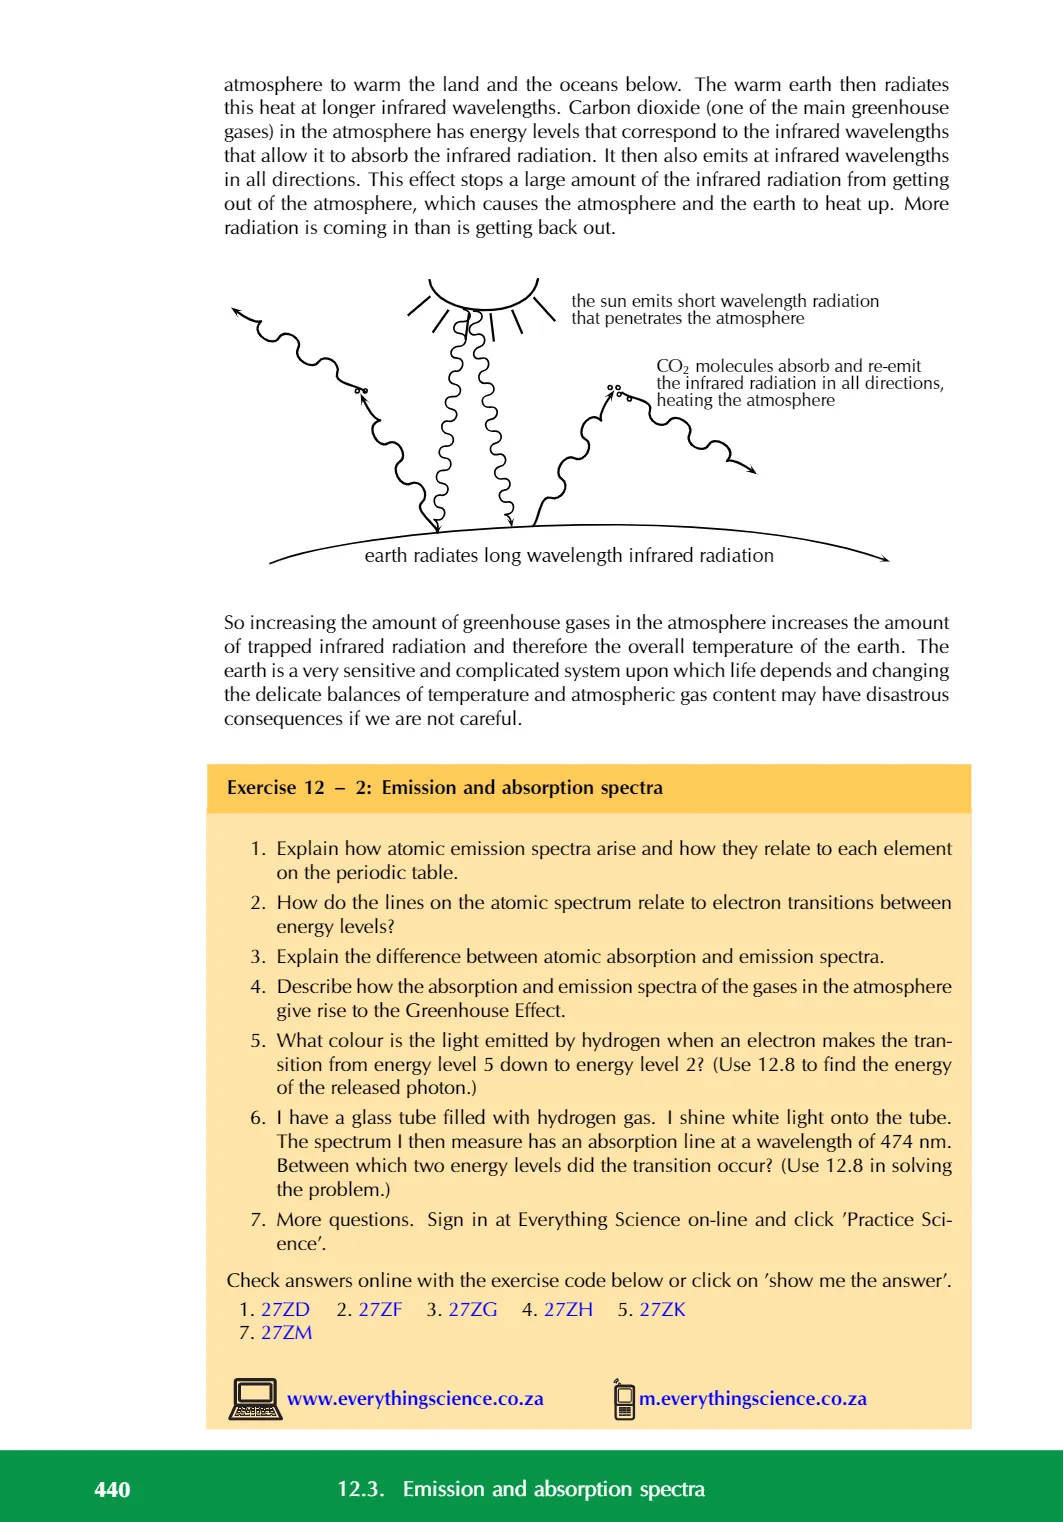 atmosphere to warm the land and the oceans below. The warm earth then radiates
this heat at longer infrared wavelengths. Carbon dioxide (one of the main greenhouse
gases) in the atmosphere has energy levels that correspond to the infrared wavelengths
that allow it to absorb the infrared radiation. It then also emits at infrared wavelengths
in all directions. This effect stops a large amount of the infrared radiation from getting
out of the atmosphere, which causes the atmosphere and the earth to heat up. More
radiation is coming in than is getting back out.
the sun emits short wavelength radiation
that penetrates the atmosphere
CO₂ molecules absorb and re-emit
the infrared radiation in all directions,
heating the atmosphere
earth radiates long wavelength infrared radiation
So increasing the amount of greenhouse gases in the atmosphere increases the amount
of trapped infrared radiation and therefore the overall temperature of the earth. The
earth is a very sensitive and complicated system upon which life depends and changing
the delicate balances of temperature and atmospheric gas content may have disastrous
consequences if we are not careful.
Exercise 12 – 2: Emission and absorption spectra
1. Explain how atomic emission spectra arise and how they relate to each element
on the periodic table.
2. How do the lines on the atomic spectrum relate to electron transitions between
energy levels?
3. Explain the difference between atomic absorption and emission spectra.
4. Describe how the absorption and emission spectra of the gases in the atmosphere
give rise to the Greenhouse Effect.
5. What colour is the light emitted by hydrogen when an electron makes the tran-
sition from energy level 5 down to energy level 2? (Use 12.8 to find the energy
of the released photon.)
6. I have a glass tube filled with hydrogen gas. I shine white light onto the tube.
The spectrum I then measure has an absorption line at a wavelength of 474 nm.
Between which two energy levels did the transition occur? (Use 12.8 in solving
the problem.)
7. More questions. Sign in at Everything Science on-line and click ’Practice Sci-
ence’.
Check answers online with the exercise code below or click on ’show me the answer’.
1. 27ZD 2. 27ZF 3. 27ZG 4. 27ZH 5. 27ZK
7. 27ZM
www.everythingscience.co.za m.everythingscience.co.za
440 12.3. Emission and absorption spectra